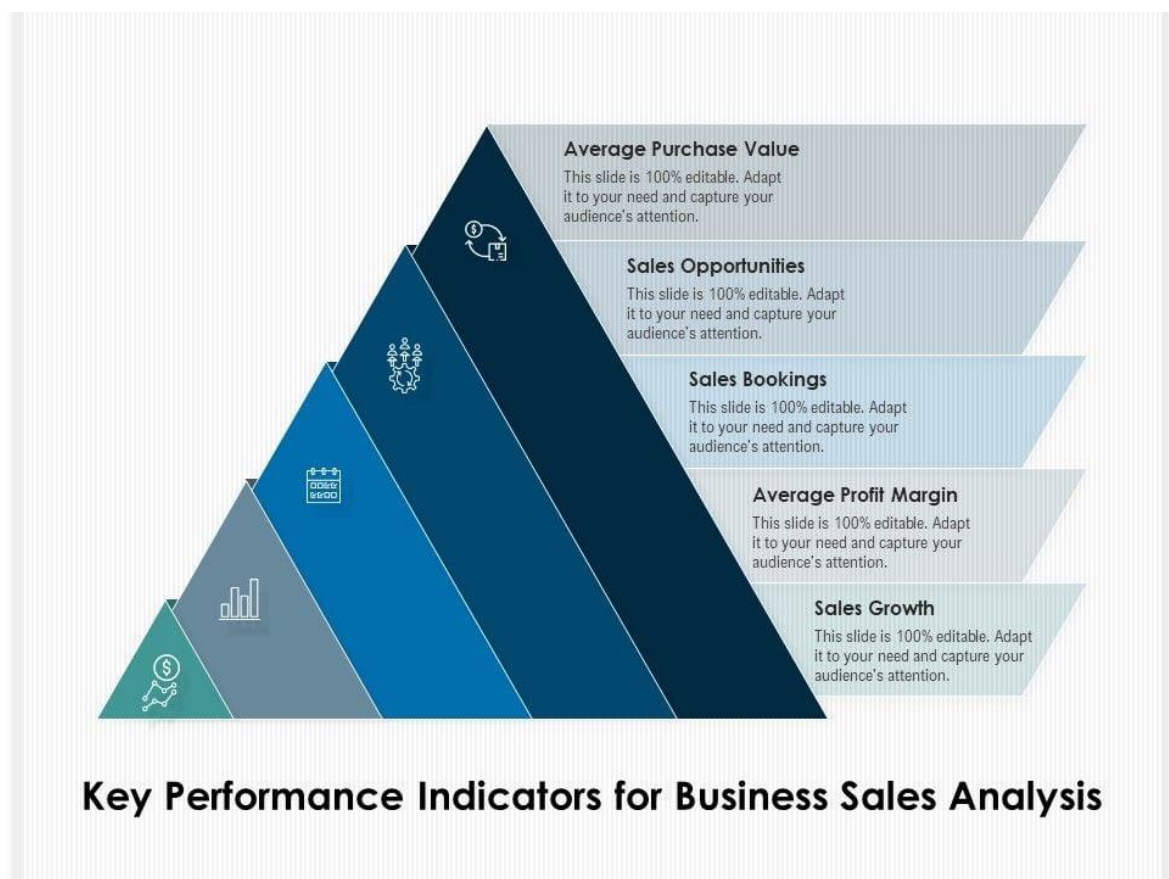 Average Purchase Value
This slide is 100% editable. Adapt
it to your need and capture your
audience's attention.
Sales Opportunities
This slide is 100% editable. Adapt
it to your need and capture your
audience's attention.
Sales Bookings
This slide is 100% editable. Adapt
it to your need and capture your
audience's attention.
Average Profit Margin
This slide is 100% editable. Adapt
it to your need and capture your
audience's attention.
Sales Growth
This slide is 100% editable. Adapt
it to your need and capture your
audience's attention.
Key Performance Indicators for Business Sales Analysis